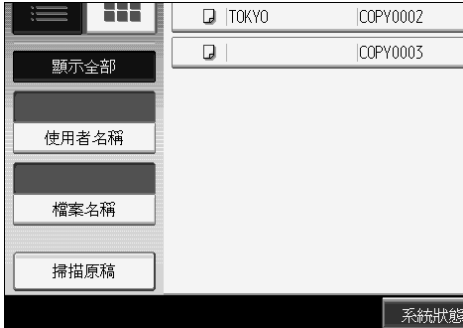 TOKYO COPY0002
COPY0003
顯示全部
使用者名稱
檔案名稱
掃描原稿
系統狀態